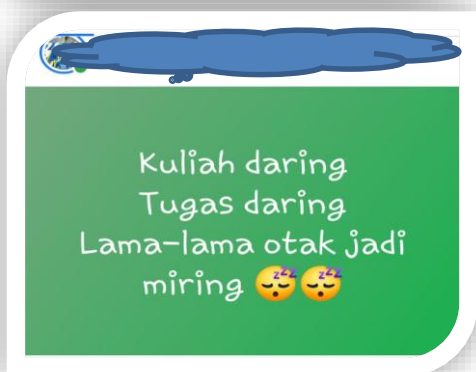 Kuliah daring
Tugas daring
Lama-lama otak jadi
miring 😴😴